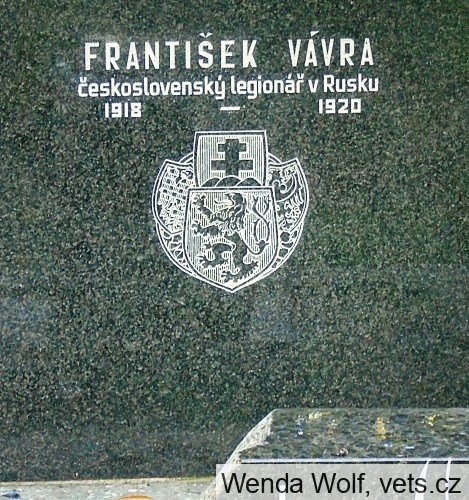 FRANTIŠEK VÁVRA
československý legionář v Rusku
1918 — 1920
Wenda Wolf, vets.cz